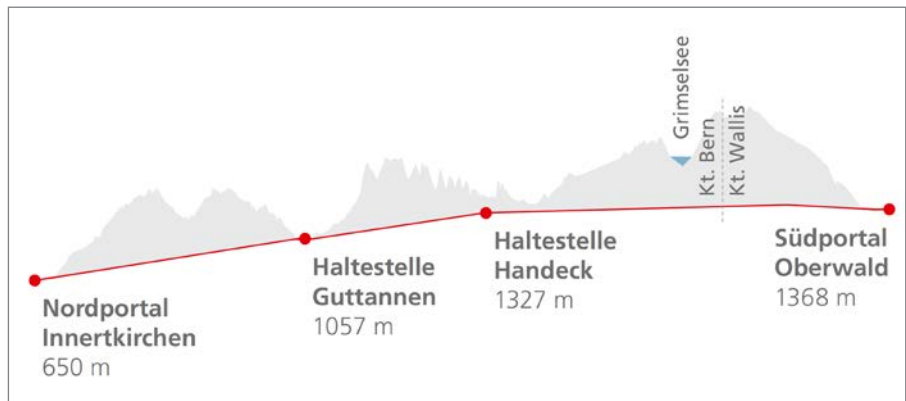 Grimselsee
Kt. Bern
Kt. Wallis
Nordportal
Innertkirchen
650 m
Haltestelle
Guttannen
1057 m
Haltestelle
Handeck
1327 m
Südportal
Oberwald
1368 m